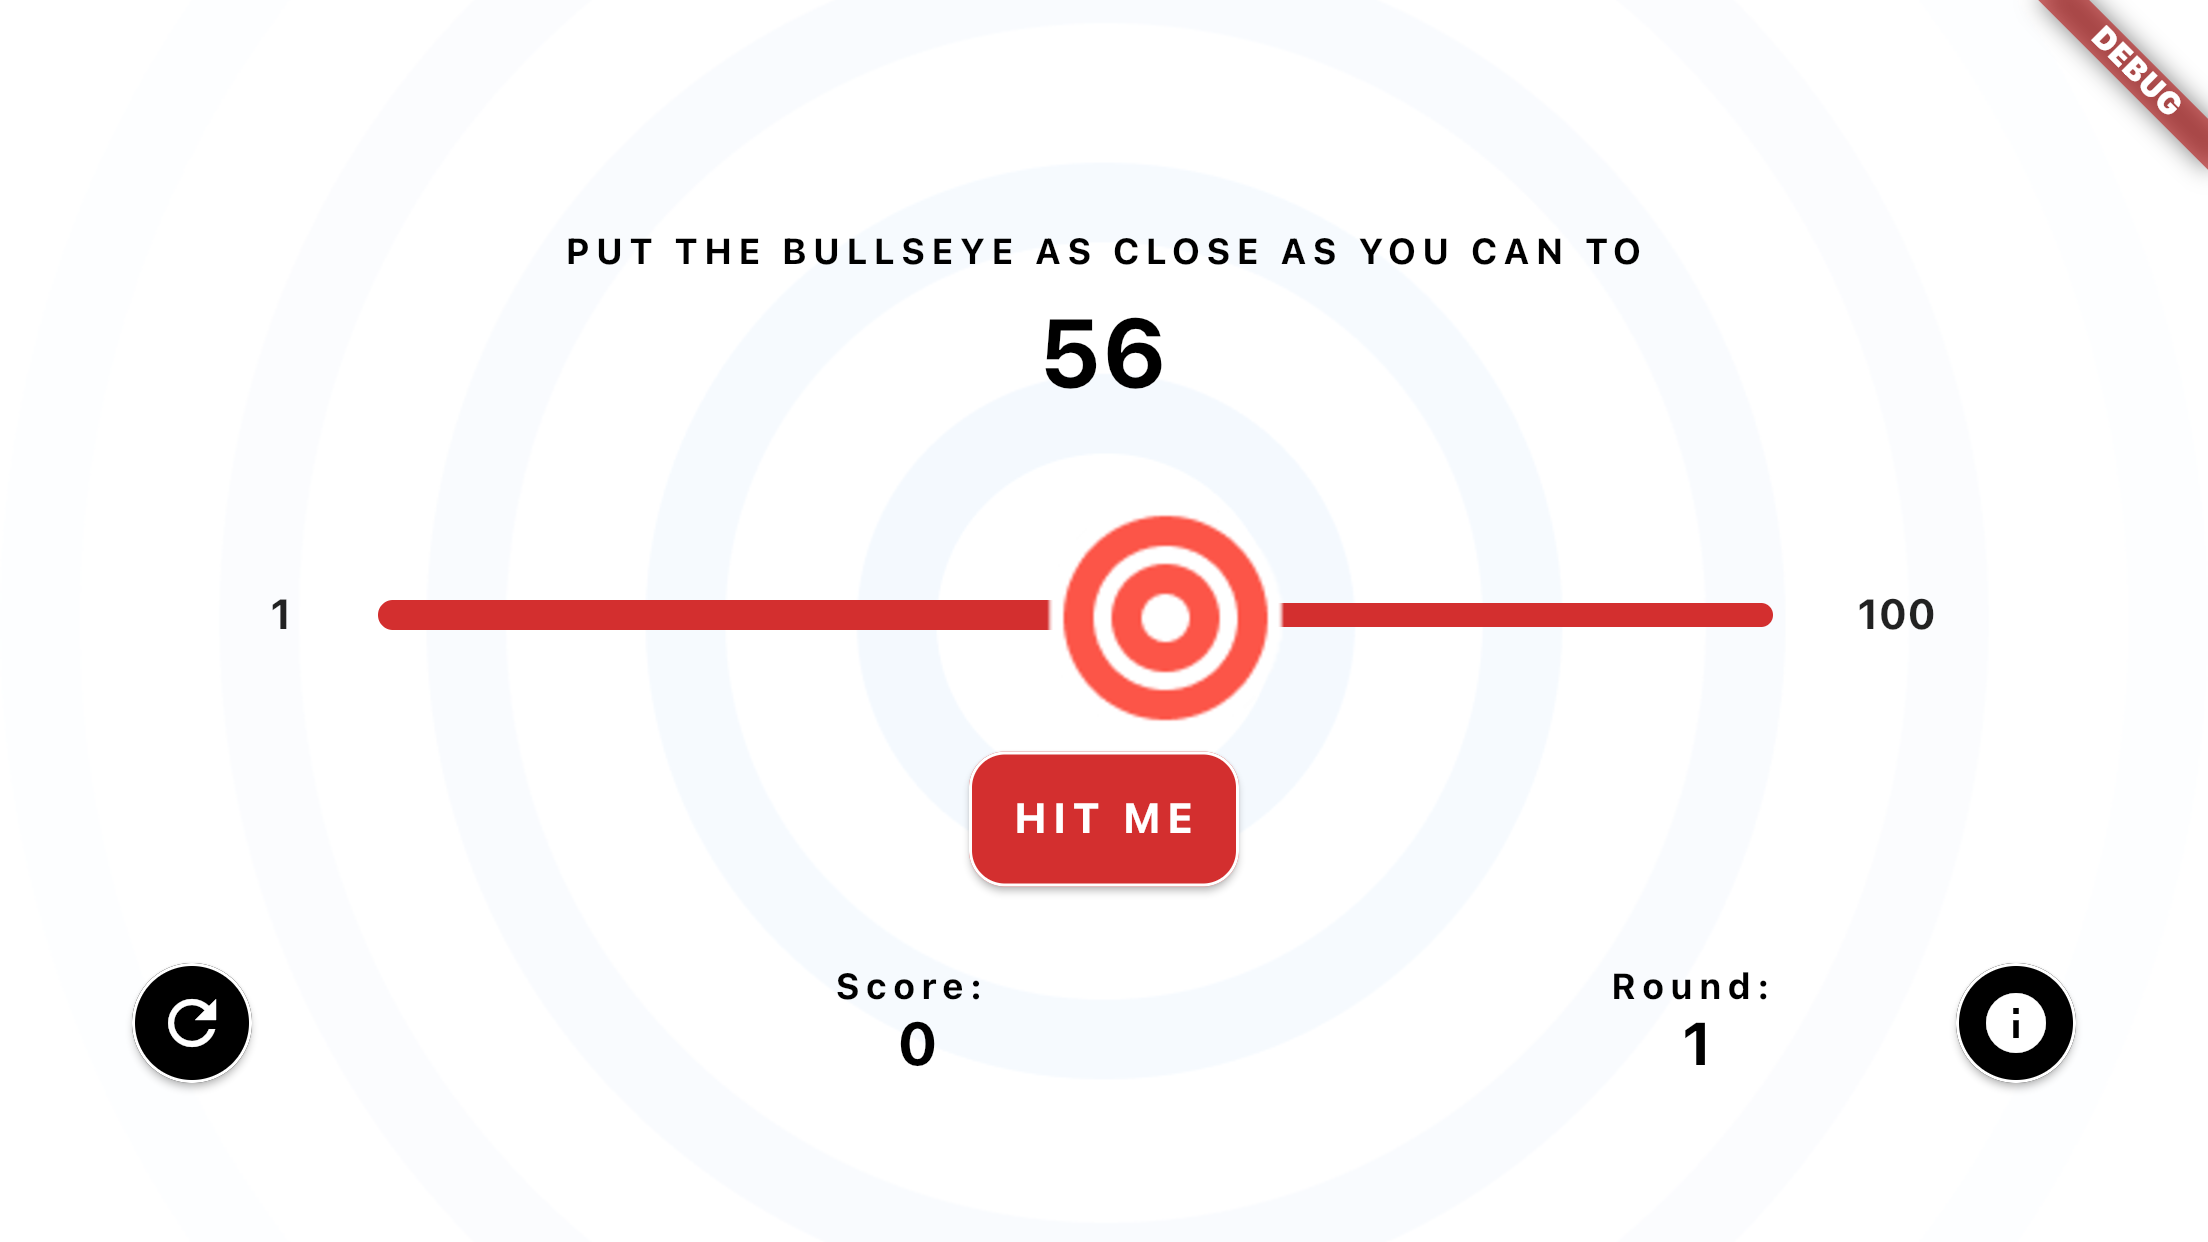 DEBUG
PUT THE BULLSEYE AS CLOSE AS YOU CAN TO
56
1
100
HIT ME
Score:
0
Round:
1
i